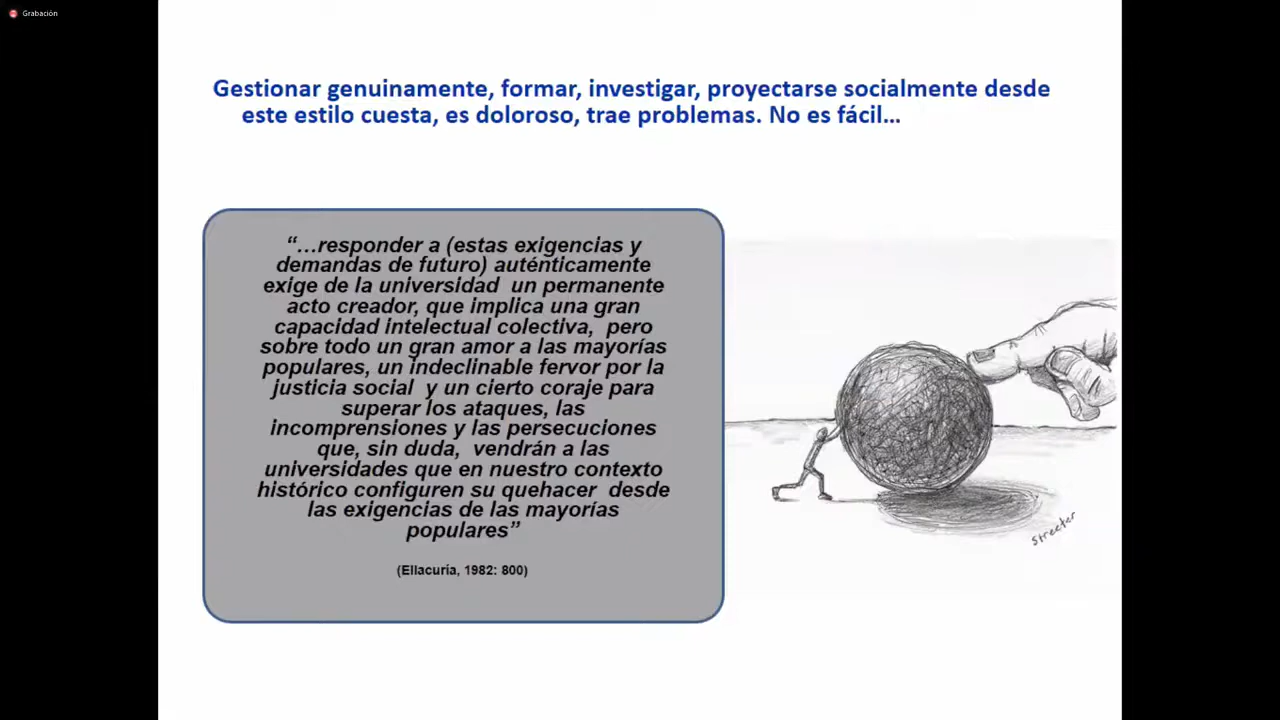 Grabación
Gestionar genuinamente, formar, investigar, proyectarse socialmente desde
este estilo cuesta, es doloroso, trae problemas. No es fácil...
“...responder a (estas exigencias y
demandas de futuro) auténticamente
exige de la universidad un permanente
acto creador, que implica una gran
capacidad intelectual colectiva, pero
sobre todo un gran amor a las mayorías
populares, un indeclinable fervor por la
justicia social y un cierto coraje para
superar los ataques, las
incomprensiones y las persecuciones
que, sin duda, vendrán a las
universidades que en nuestro contexto
histórico configuren su quehacer desde
las exigencias de las mayorías
populares”
(Ellacuría, 1982: 800)
Streeter